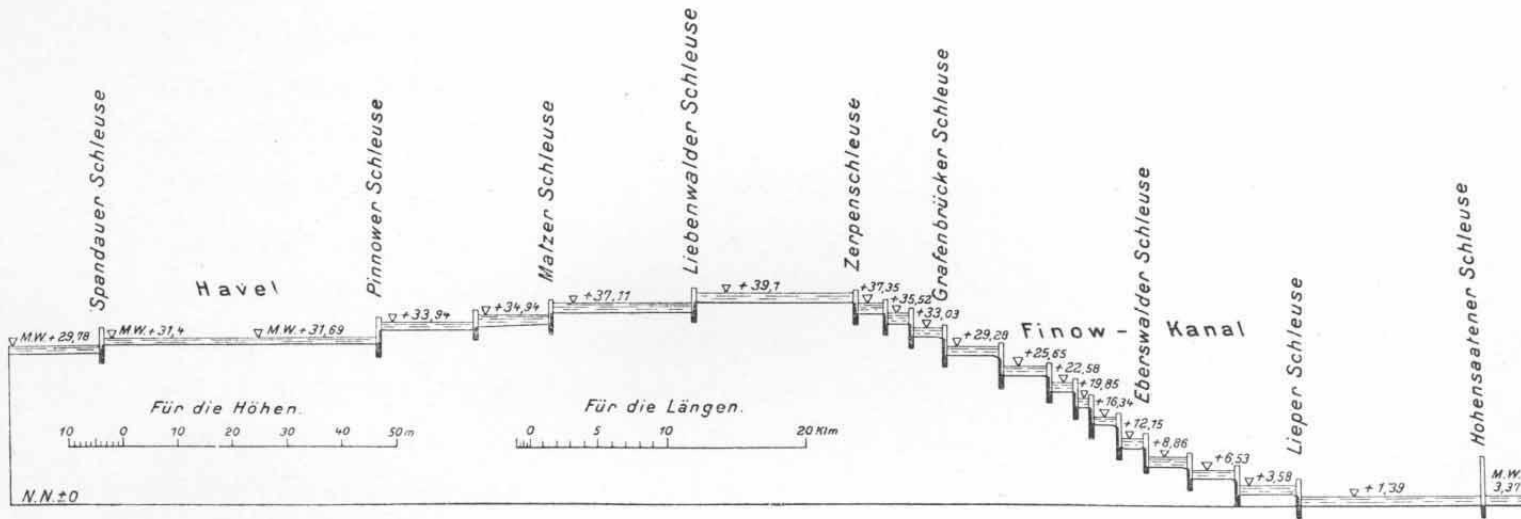 Spandauer Schleuse
Pinnower Schleuse
Malzer Schleuse
Liebenwalder Schleuse
Zerpenschleuse
Grafenbrücker Schleuse
Eberswalder Schleuse
Lieper Schleuse
Hohensaatener Schleuse
Havel
Finow - Kanal
M.W.+29,78
M.W.+31,4
M.W.+31,69
+33,94
+34,94
+37,11
+39,1
+37,35
+35,52
+33,03
+29,28
+25,65
+22,58
+19,85
+16,34
+12,15
+8,86
+6,53
+3,58
+1,39
M.W.
3,37
Für die Höhen.
10 0 10 20 30 40 50 m
Für die Längen.
0 5 10 20 Klm
N.N.±0